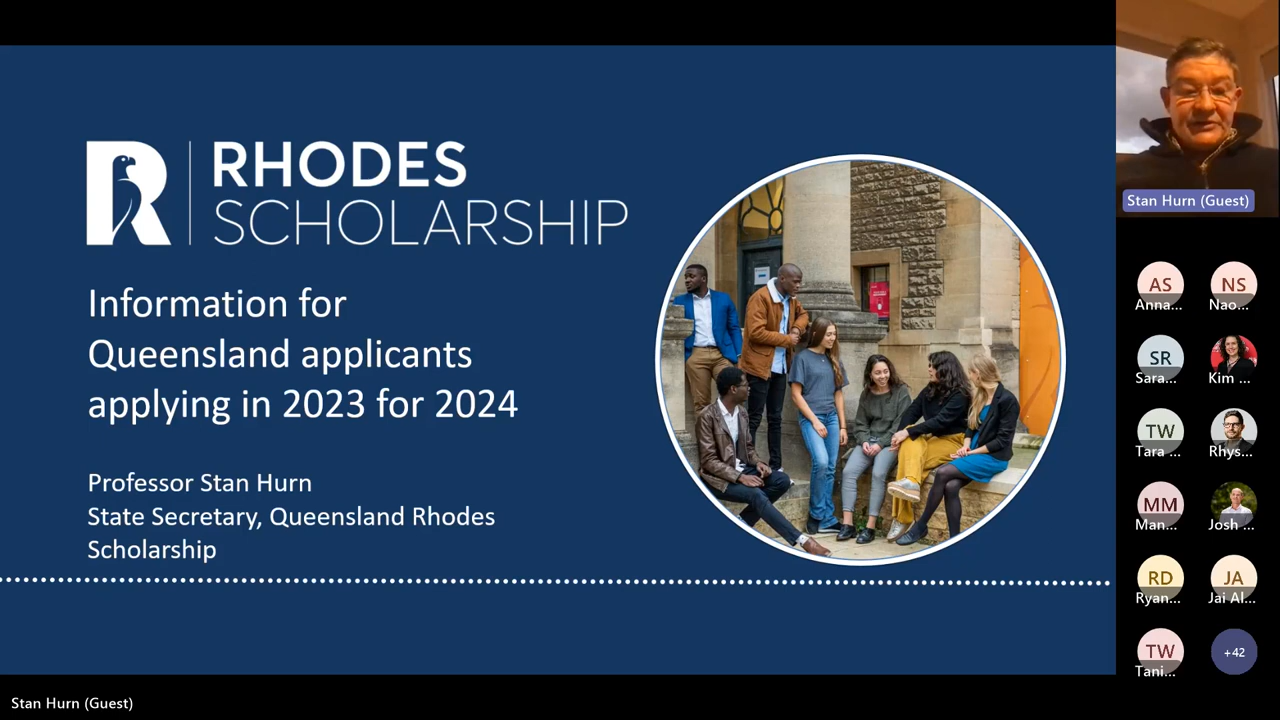 RHODES
SCHOLARSHIP
Information for
Queensland applicants
applying in 2023 for 2024
Professor Stan Hurn
State Secretary, Queensland Rhodes
Scholarship
Stan Hurn (Guest)
AS
Anna...
NS
Nao...
SR
Sara...
Kim ...
TW
Tara ...
Rhys...
MM
Man...
Josh ...
RD
Ryan...
JA
Jai Al...
TW
Tani...
+42
Stan Hurn (Guest)